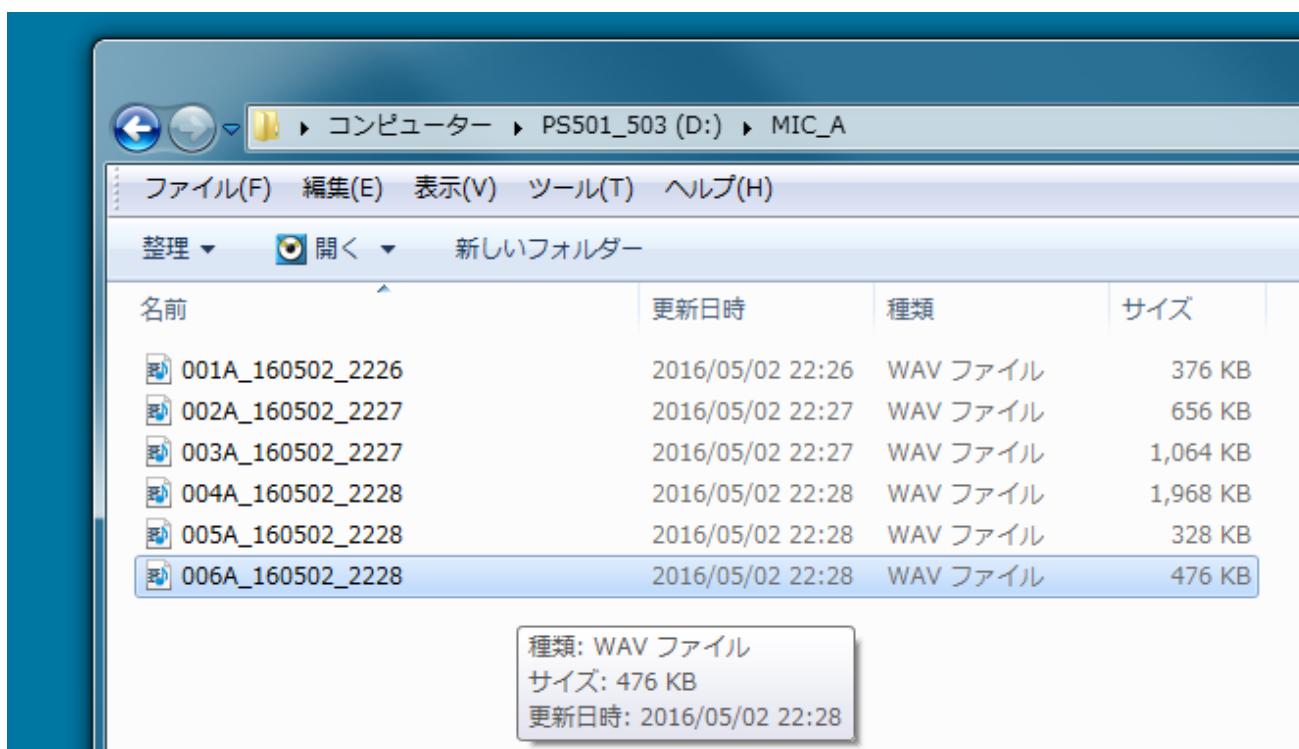 コンピューター ▸ PS501_503 (D:) ▸ MIC_A
ファイル(F) 編集(E) 表示(V) ツール(T) ヘルプ(H)
整理 ▼ 開く ▼ 新しいフォルダー
名前 更新日時 種類 サイズ
001A_160502_2226 2016/05/02 22:26 WAV ファイル 376 KB
002A_160502_2227 2016/05/02 22:27 WAV ファイル 656 KB
003A_160502_2227 2016/05/02 22:27 WAV ファイル 1,064 KB
004A_160502_2228 2016/05/02 22:28 WAV ファイル 1,968 KB
005A_160502_2228 2016/05/02 22:28 WAV ファイル 328 KB
006A_160502_2228 2016/05/02 22:28 WAV ファイル 476 KB
種類: WAV ファイル
サイズ: 476 KB
更新日時: 2016/05/02 22:28